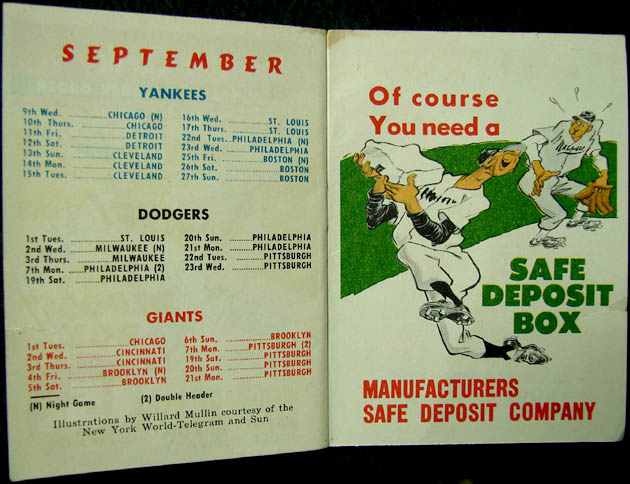 SEPTEMBER
YANKEES
9th Wed. ..........CHICAGO (N)
10th Thurs. ..............CHICAGO
11th Fri. ..................DETROIT
12th Sat. .................DETROIT
13th Sun. ............CLEVELAND
14th Mon. ...........CLEVELAND
15th Tues. ...........CLEVELAND
16th Wed. ............ST. LOUIS
17th Thurs. ............ST. LOUIS
22nd Tues...PHILADELPHIA (N)
23rd Wed. .....PHILADELPHIA
25th Fri. ............BOSTON (N)
26th Sat. .................BOSTON
27th Sun. ................BOSTON
DODGERS
1st Tues. ................ST. LOUIS
2nd Wed. ......MILWAUKEE (N)
3rd Thurs. ..........MILWAUKEE
7th Mon. ..PHILADELPHIA (2)
19th Sat. .......PHILADELPHIA
20th Sun. .....PHILADELPHIA
21st Mon. .....PHILADELPHIA
22nd Tues. .......PITTSBURGH
23rd Wed. ........PITTSBURGH
GIANTS
1st Tues. ..................CHICAGO
2nd Wed. ............CINCINNATI
3rd Thurs. ............CINCINNATI
4th Fri. ........BROOKLYN (N)
5th Sat. ..............BROOKLYN
6th Sun. ............BROOKLYN
7th Mon. ....PITTSBURGH (2)
19th Sat. ..........PITTSBURGH
20th Sun. .........PITTSBURGH
21st Mon. .........PITTSBURGH
(N) Night Game (2) Double Header
Illustrations by Willard Mullin courtesy of the
New York World-Telegram and Sun
Of course
You need a
SAFE
DEPOSIT
BOX
MANUFACTURERS
SAFE DEPOSIT COMPANY